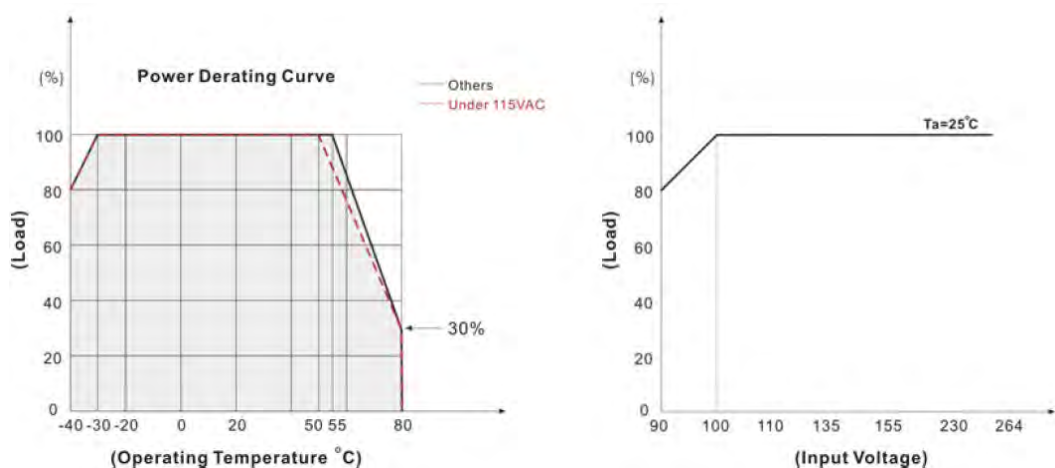 (%)
Power Derating Curve
Others
Under 115VAC
100
80
60
40
20
0
(Load)
30%
-40 -30 -20 0 20 50 55 80
(Operating Temperature °C)
(%)
Ta=25°C
100
80
60
40
20
0
(Load)
90 100 110 135 155 230 264
(Input Voltage)